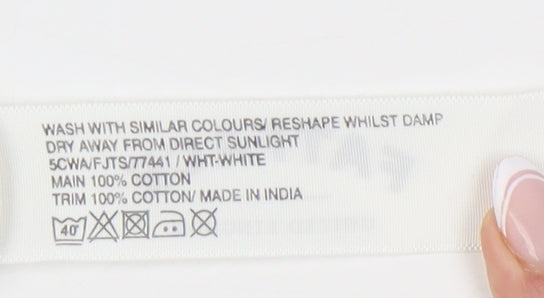 WASH WITH SIMILAR COLOURS/ RESHAPE WHILST DAMP
DRY AWAY FROM DIRECT SUNLIGHT
5CWA/FJTS/77441 / WHT-WHITE
MAIN 100% COTTON
TRIM 100% COTTON/ MADE IN INDIA
40°